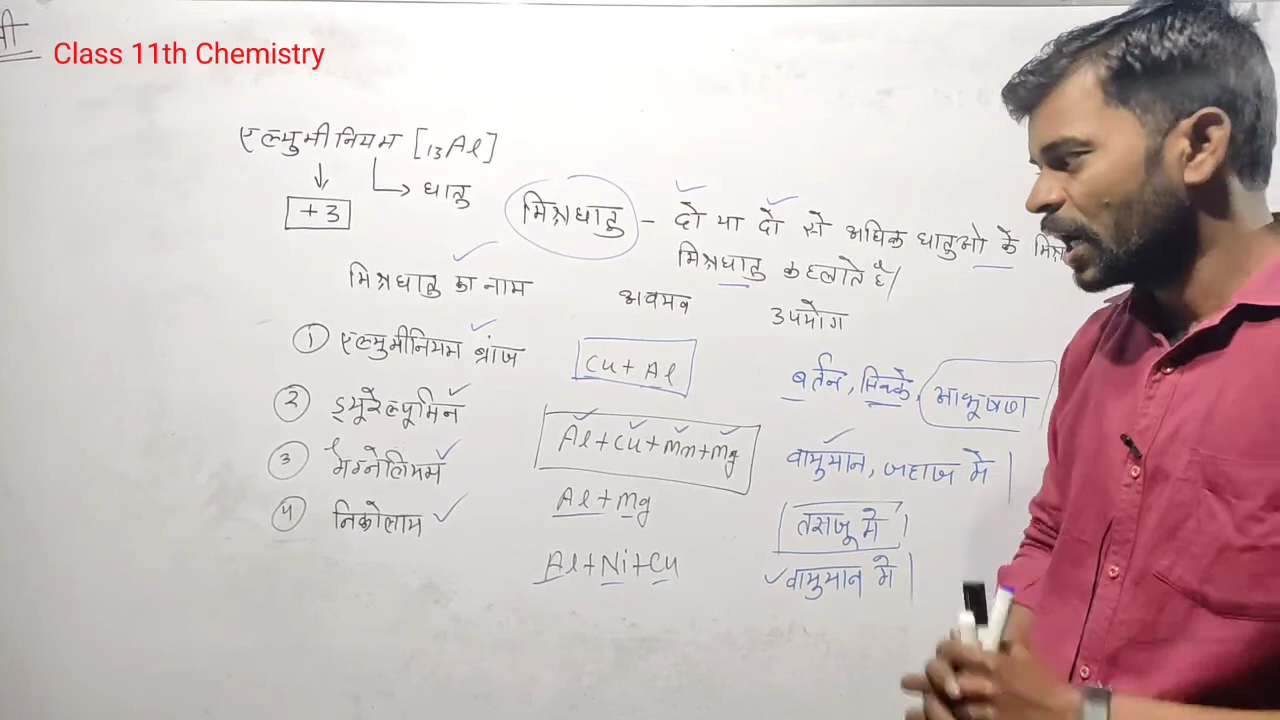 Class 11th Chemistry
एल्युमीनियम [₁₃Al]
+3
धातु
मिश्रधातु – दो या दो से अधिक धातुओ के
मिश्रधातु कहलाते है।
मिश्रधातु का नाम अवयव उपयोग
① एल्युमीनियम ब्रांज Cu + Al बर्तन, सिक्के, आभूषण
② ड्यूरेल्यूमिन Al + Cu + Mn + Mg वायुयान, जहाज में।
③ मैग्नेलियम Al + Mg तराजू में।
④ निकोलाय Al + Ni + Cu वायुयान में।